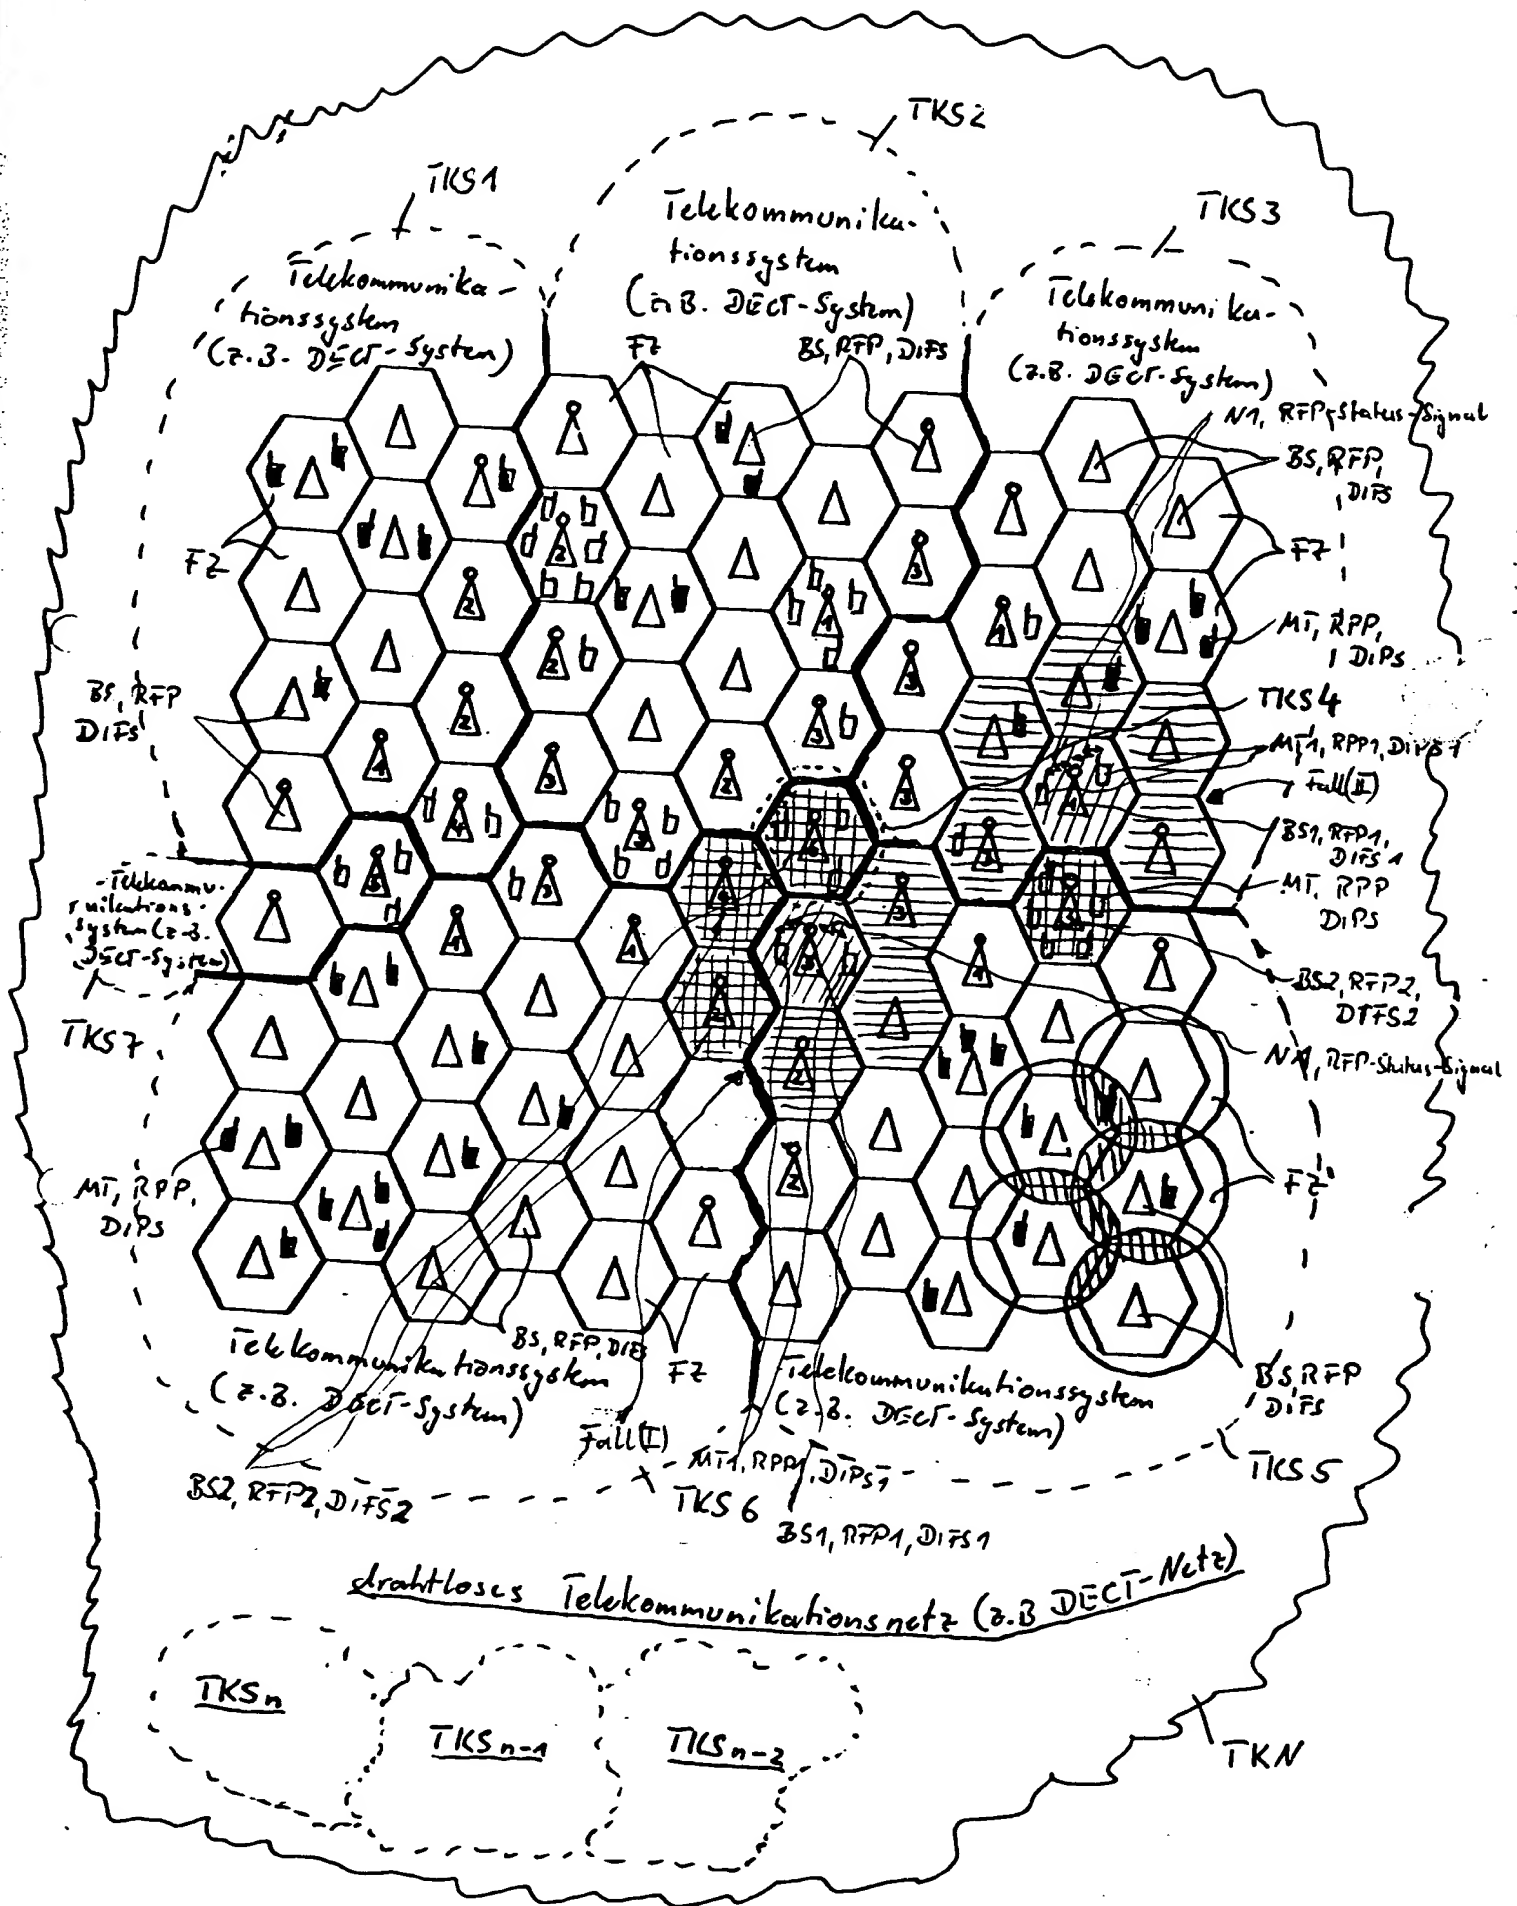 TKS2
TKS1
TKS3
Telekommunika-
tionssystem
(z.B. DECT-System)
Telekommunika-
tionssystem
(z.B. DECT-System)
Telekommunika-
tionssystem
(z.B. DECT-System)
FZ
BS, RFP, DIFS
N1, RFP-Status-Signal
BS, RFP,
DIFS
FZ
FZ
MT, RPP,
DIPS
BS, RFP
DIFS
TKS4
MT1, RPP1, DIPS1
Fall(II)
BS1, RFP1,
DIFS1
MT, RPP
DIPS
-Telekommu-
nikations-
system (z.B.
DECT-System)
BS2, RFP2,
DIFS2
TKS7
N1, RFP-Status-Signal
MT, RPP,
DIPS
FZ'
Telekommunikationssystem
(z.B. DECT-System)
BS, RFP, DIFS
FZ
Telekommunikationssystem
(z.B. DECT-System)
BS, RFP
DIFS
Fall(I)
MT1, RPP1, DIPS1
TKS5
BS2, RFP2, DIFS2
TKS6
BS1, RFP1, DIFS1
drahtloses Telekommunikationsnetz (z.B DECT-Netz)
TKSn
TKSn-1
TKSn-2
TKN